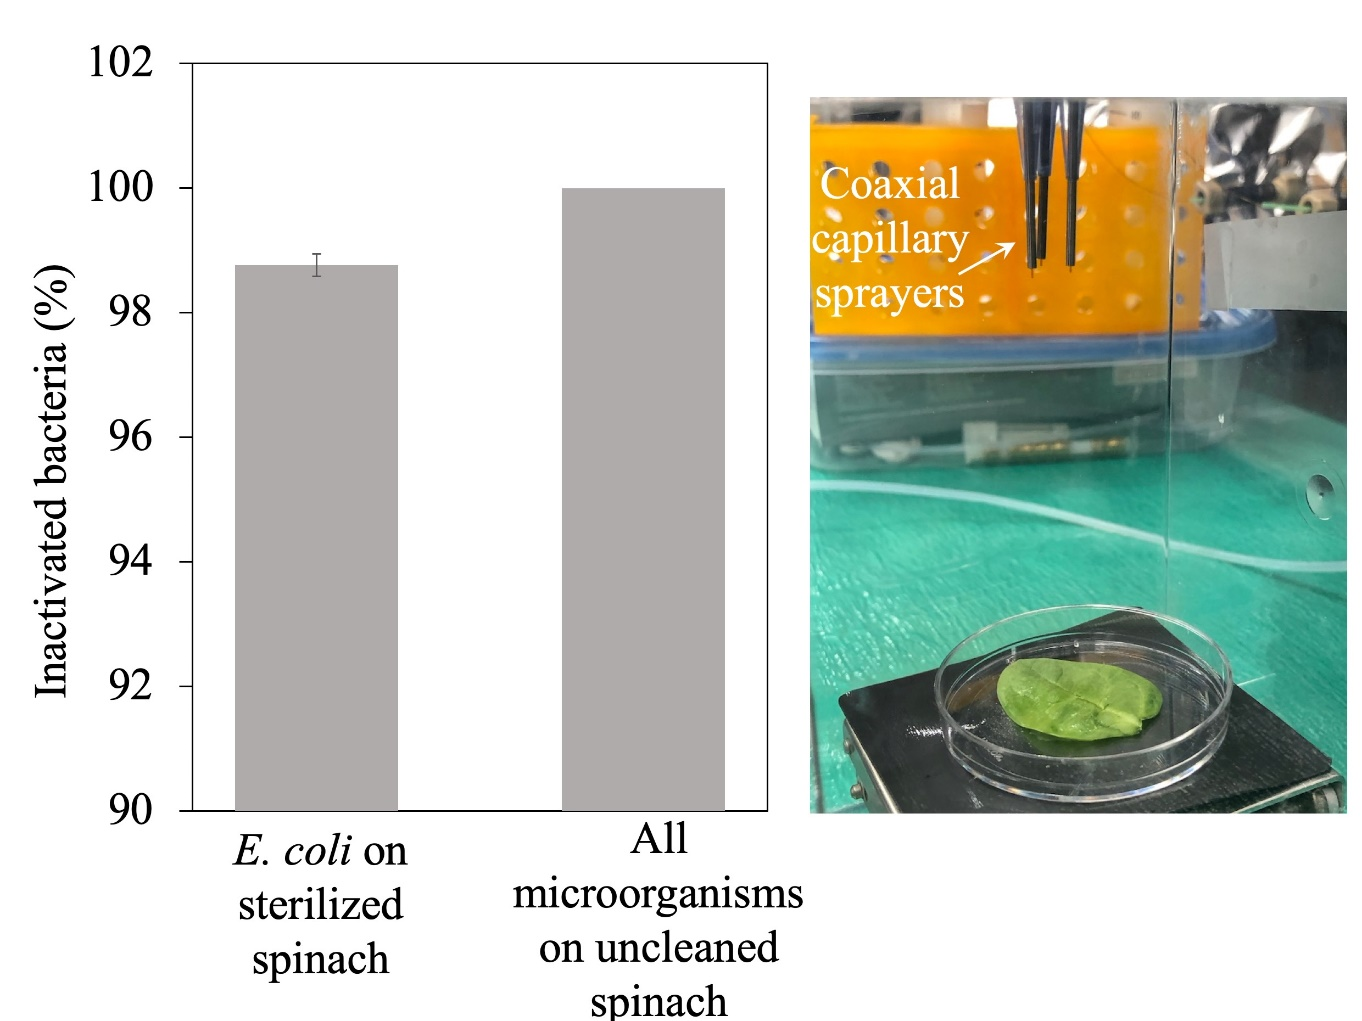 102
100
98
96
94
92
90
Inactivated bacteria (%)
E. coli on
sterilized
spinach
All
microorganisms
on uncleaned
spinach
Coaxial
capillary
sprayers